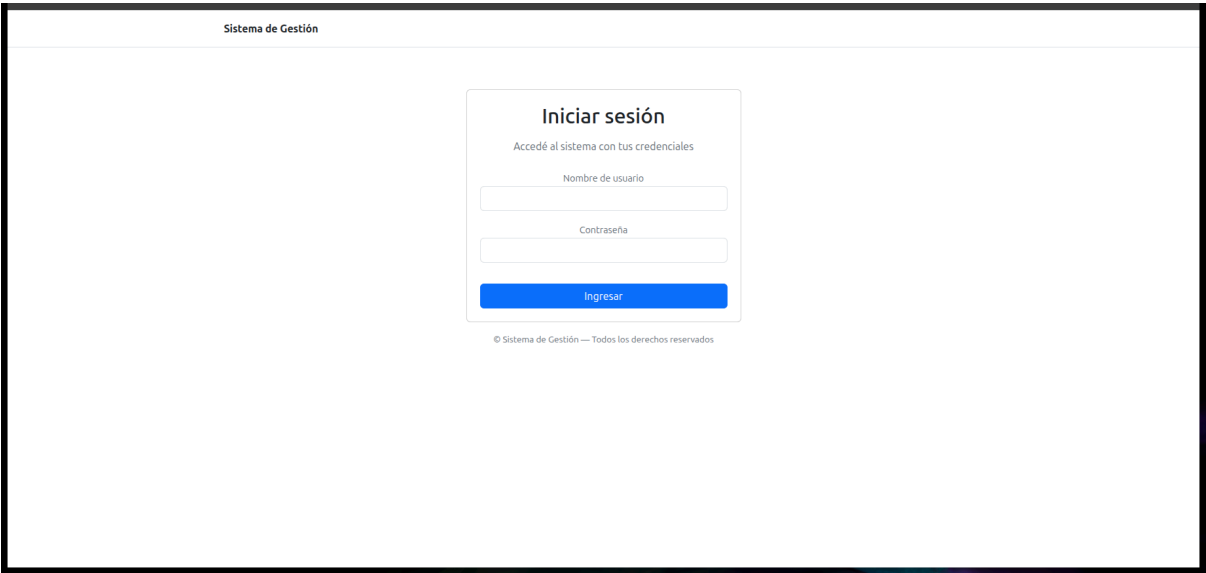 Sistema de Gestión
Iniciar sesión
Accedé al sistema con tus credenciales
Nombre de usuario
Contraseña
Ingresar
© Sistema de Gestión — Todos los derechos reservados